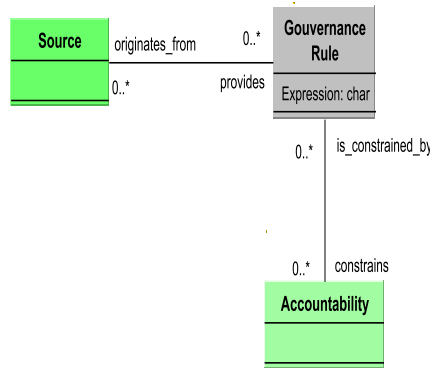 Source
originates_from
0..*
Gouvernance
Rule
0..*
provides
Expression: char
0..*
is_constrained_by
0..*
constrains
Accountability